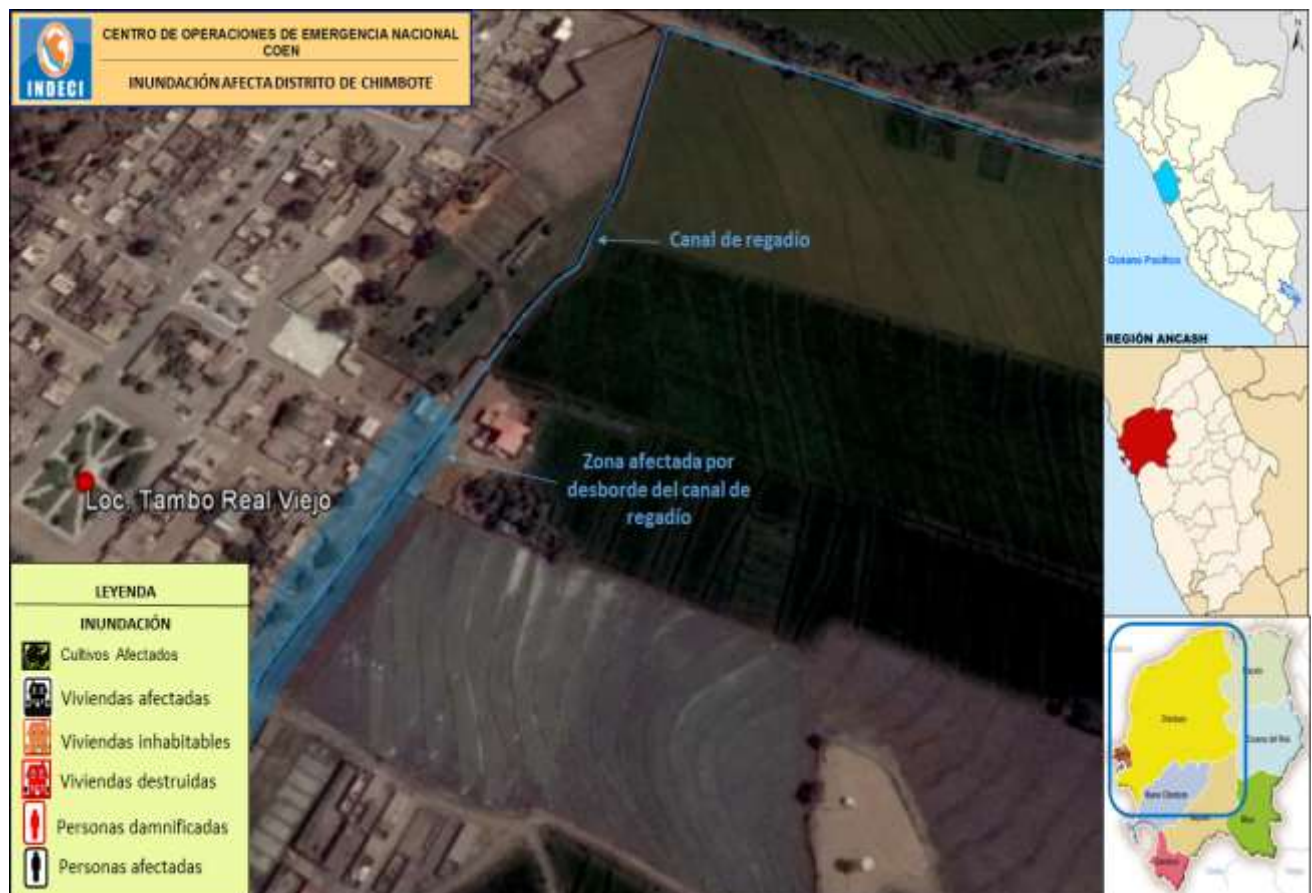 CENTRO DE OPERACIONES DE EMERGENCIA NACIONAL
COEN
INUNDACIÓN AFECTA DISTRITO DE CHIMBOTE
INDECI
Canal de regadío
Zona afectada por
desborde del canal de
regadío
Loc. Tambo Real Viejo
LEYENDA
INUNDACIÓN
Cultivos Afectados
Viviendas afectadas
Viviendas inhabitables
Viviendas destruidas
Personas damnificadas
Personas afectadas
N
Océano Pacífico
REGIÓN ANCASH
Chimbote